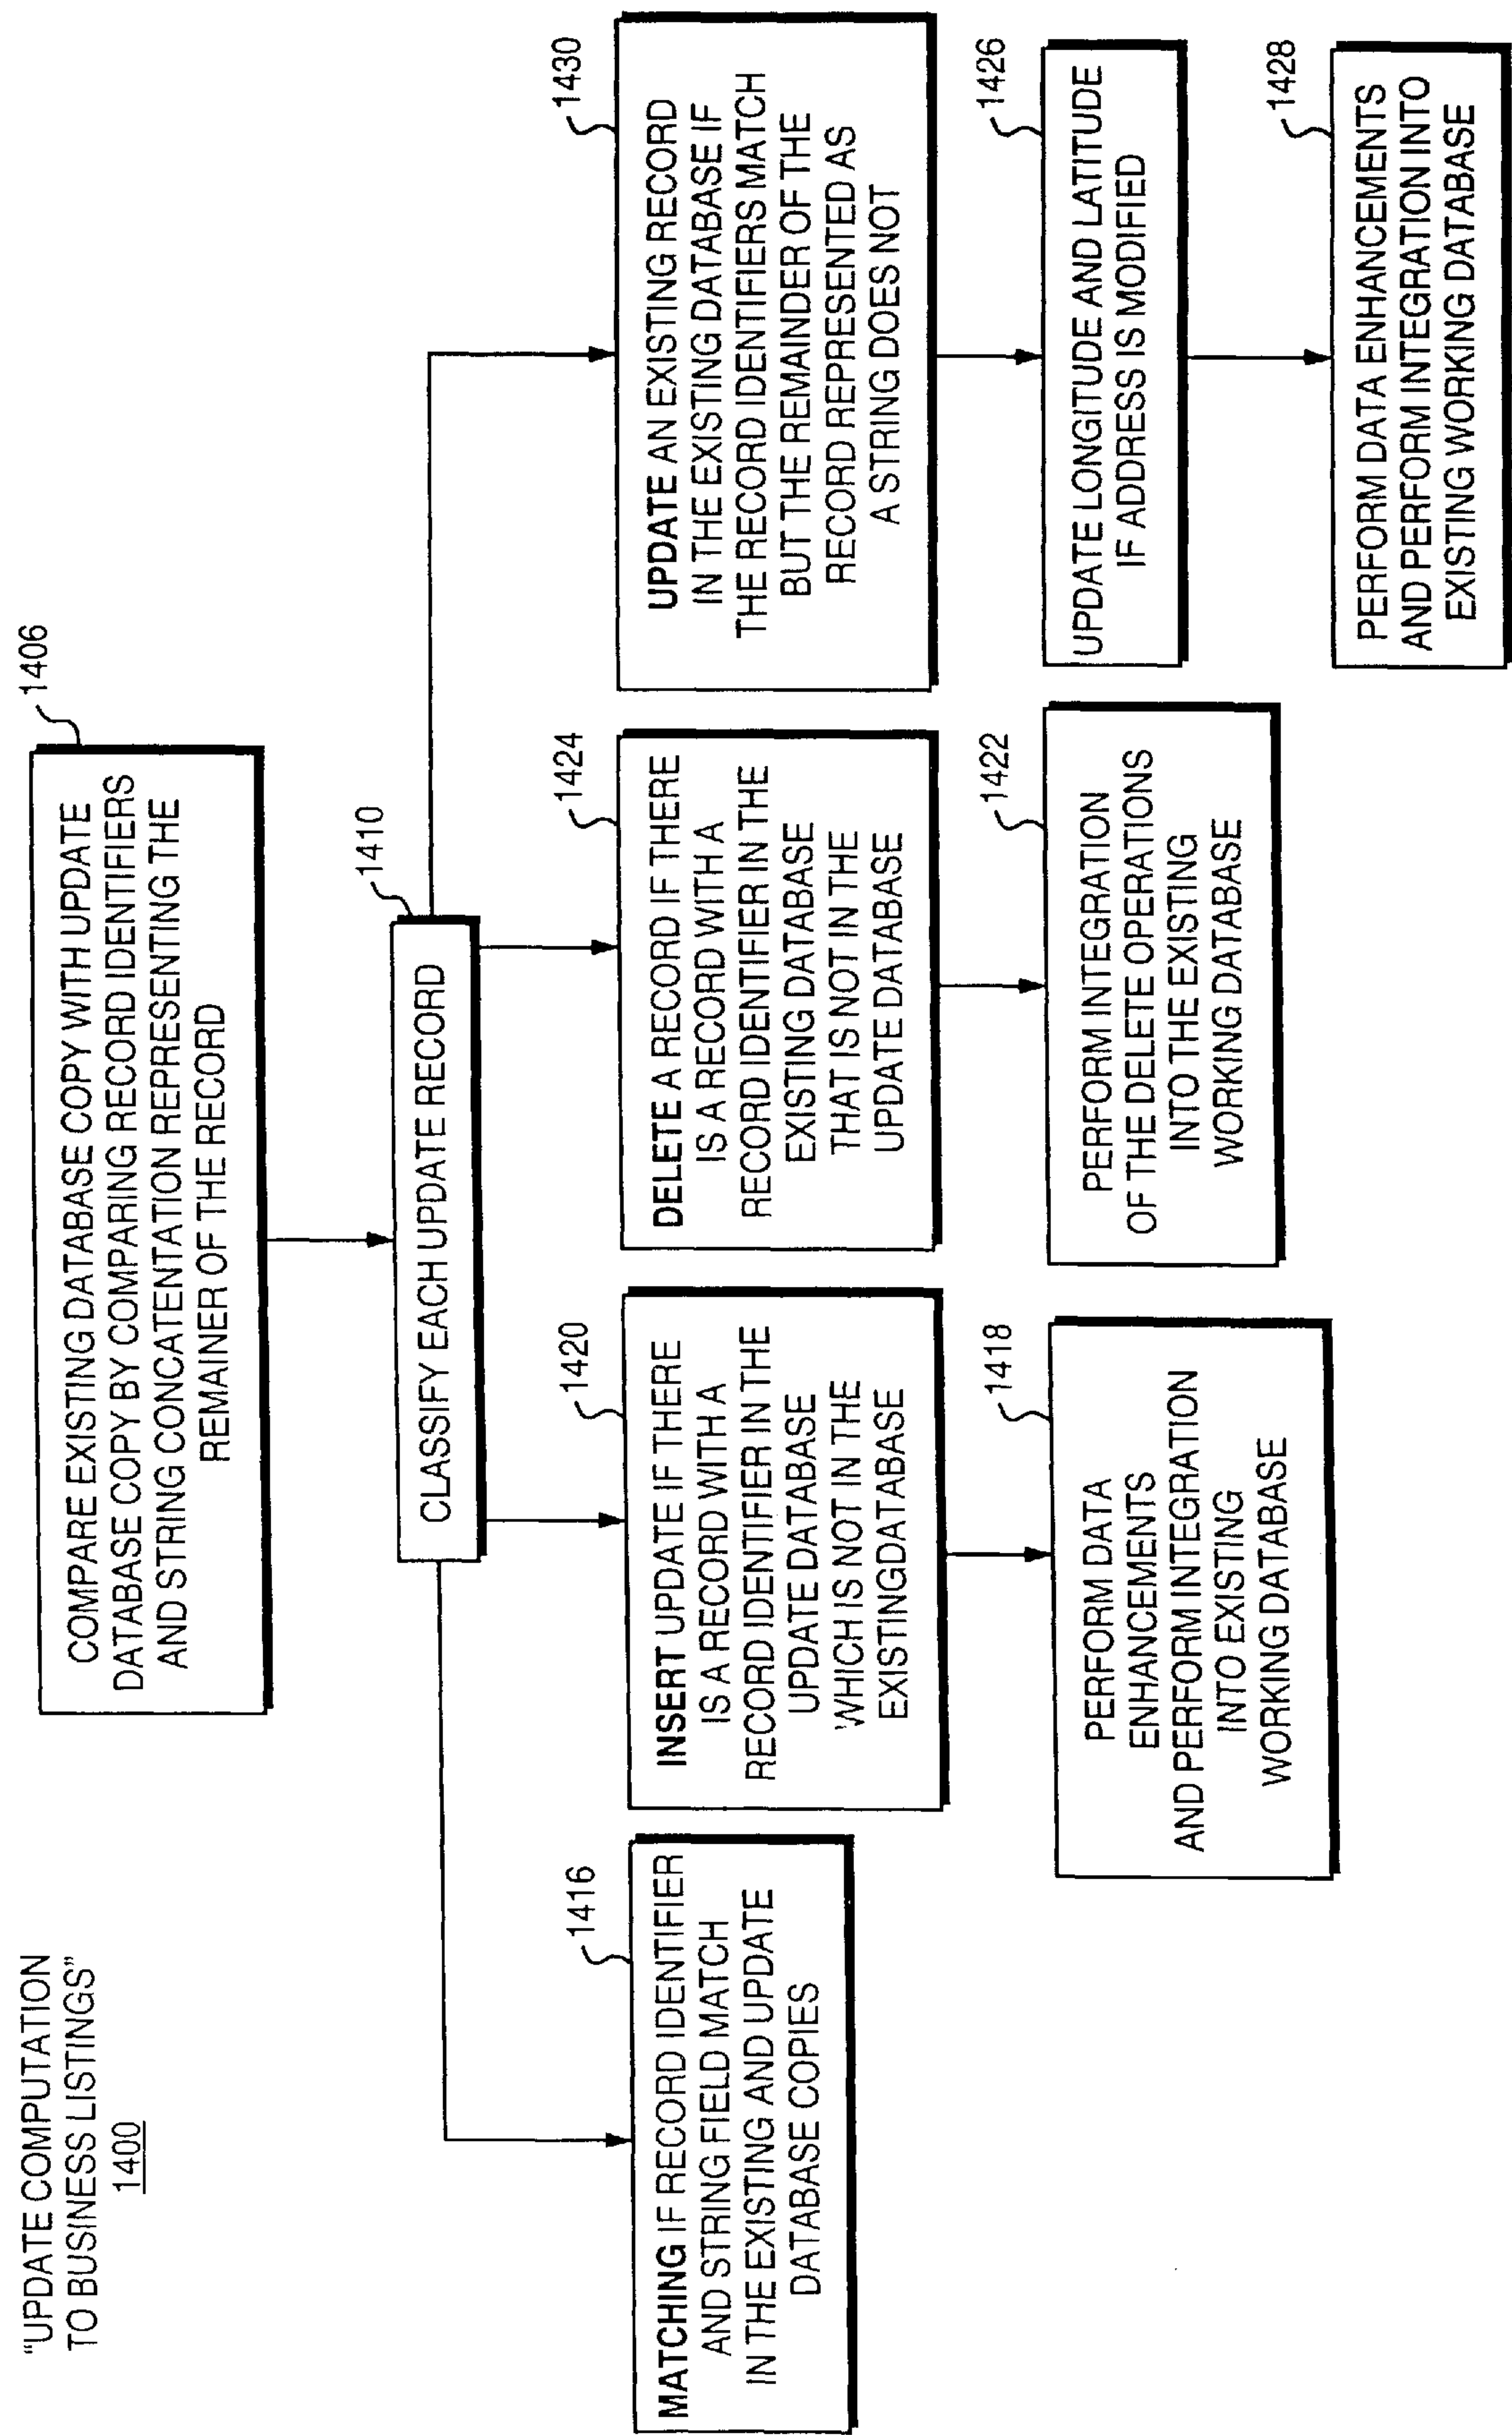 "UPDATE COMPUTATION
TO BUSINESS LISTINGS"
1400
1406
COMPARE EXISTING DATABASE COPY WITH UPDATE
DATABASE COPY BY COMPARING RECORD IDENTIFIERS
AND STRING CONCATENTATION REPRESENTING THE
REMAINER OF THE RECORD
1410
CLASSIFY EACH UPDATE RECORD
1416
MATCHING IF RECORD IDENTIFIER
AND STRING FIELD MATCH
IN THE EXISTING AND UPDATE
DATABASE COPIES
1420
INSERT UPDATE IF THERE
IS A RECORD WITH A
RECORD IDENTIFIER IN THE
UPDATE DATABASE
WHICH IS NOT IN THE
EXISTINGDATABASE
1418
PERFORM DATA
ENHANCEMENTS
AND PERFORM INTEGRATION
INTO EXISTING
WORKING DATABASE
1424
DELETE A RECORD IF THERE
IS A RECORD WITH A
RECORD IDENTIFIER IN THE
EXISTING DATABASE
THAT IS NOT IN THE
UPDATE DATABASE
1422
PERFORM INTEGRATION
OF THE DELETE OPERATIONS
INTO THE EXISTING
WORKING DATABASE
1430
UPDATE AN EXISTING RECORD
IN THE EXISTING DATABASE IF
THE RECORD IDENTIFIERS MATCH
BUT THE REMAINDER OF THE
RECORD REPRESENTED AS
A STRING DOES NOT
1426
UPDATE LONGITUDE AND LATITUDE
IF ADDRESS IS MODIFIED
1428
PERFORM DATA ENHANCEMENTS
AND PERFORM INTEGRATION INTO
EXISTING WORKING DATABASE